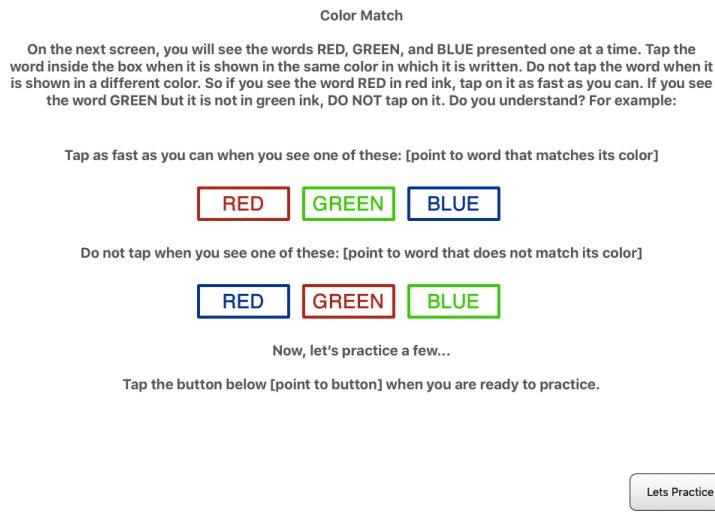 Color Match
On the next screen, you will see the words RED, GREEN, and BLUE presented one at a time. Tap the
word inside the box when it is shown in the same color in which it is written. Do not tap the word when it
is shown in a different color. So if you see the word RED in red ink, tap on it as fast as you can. If you see
the word GREEN but it is not in green ink, DO NOT tap on it. Do you understand? For example:
Tap as fast as you can when you see one of these: [point to word that matches its color]
RED GREEN BLUE
Do not tap when you see one of these: [point to word that does not match its color]
RED GREEN BLUE
Now, let’s practice a few...
Tap the button below [point to button] when you are ready to practice.
Lets Practice